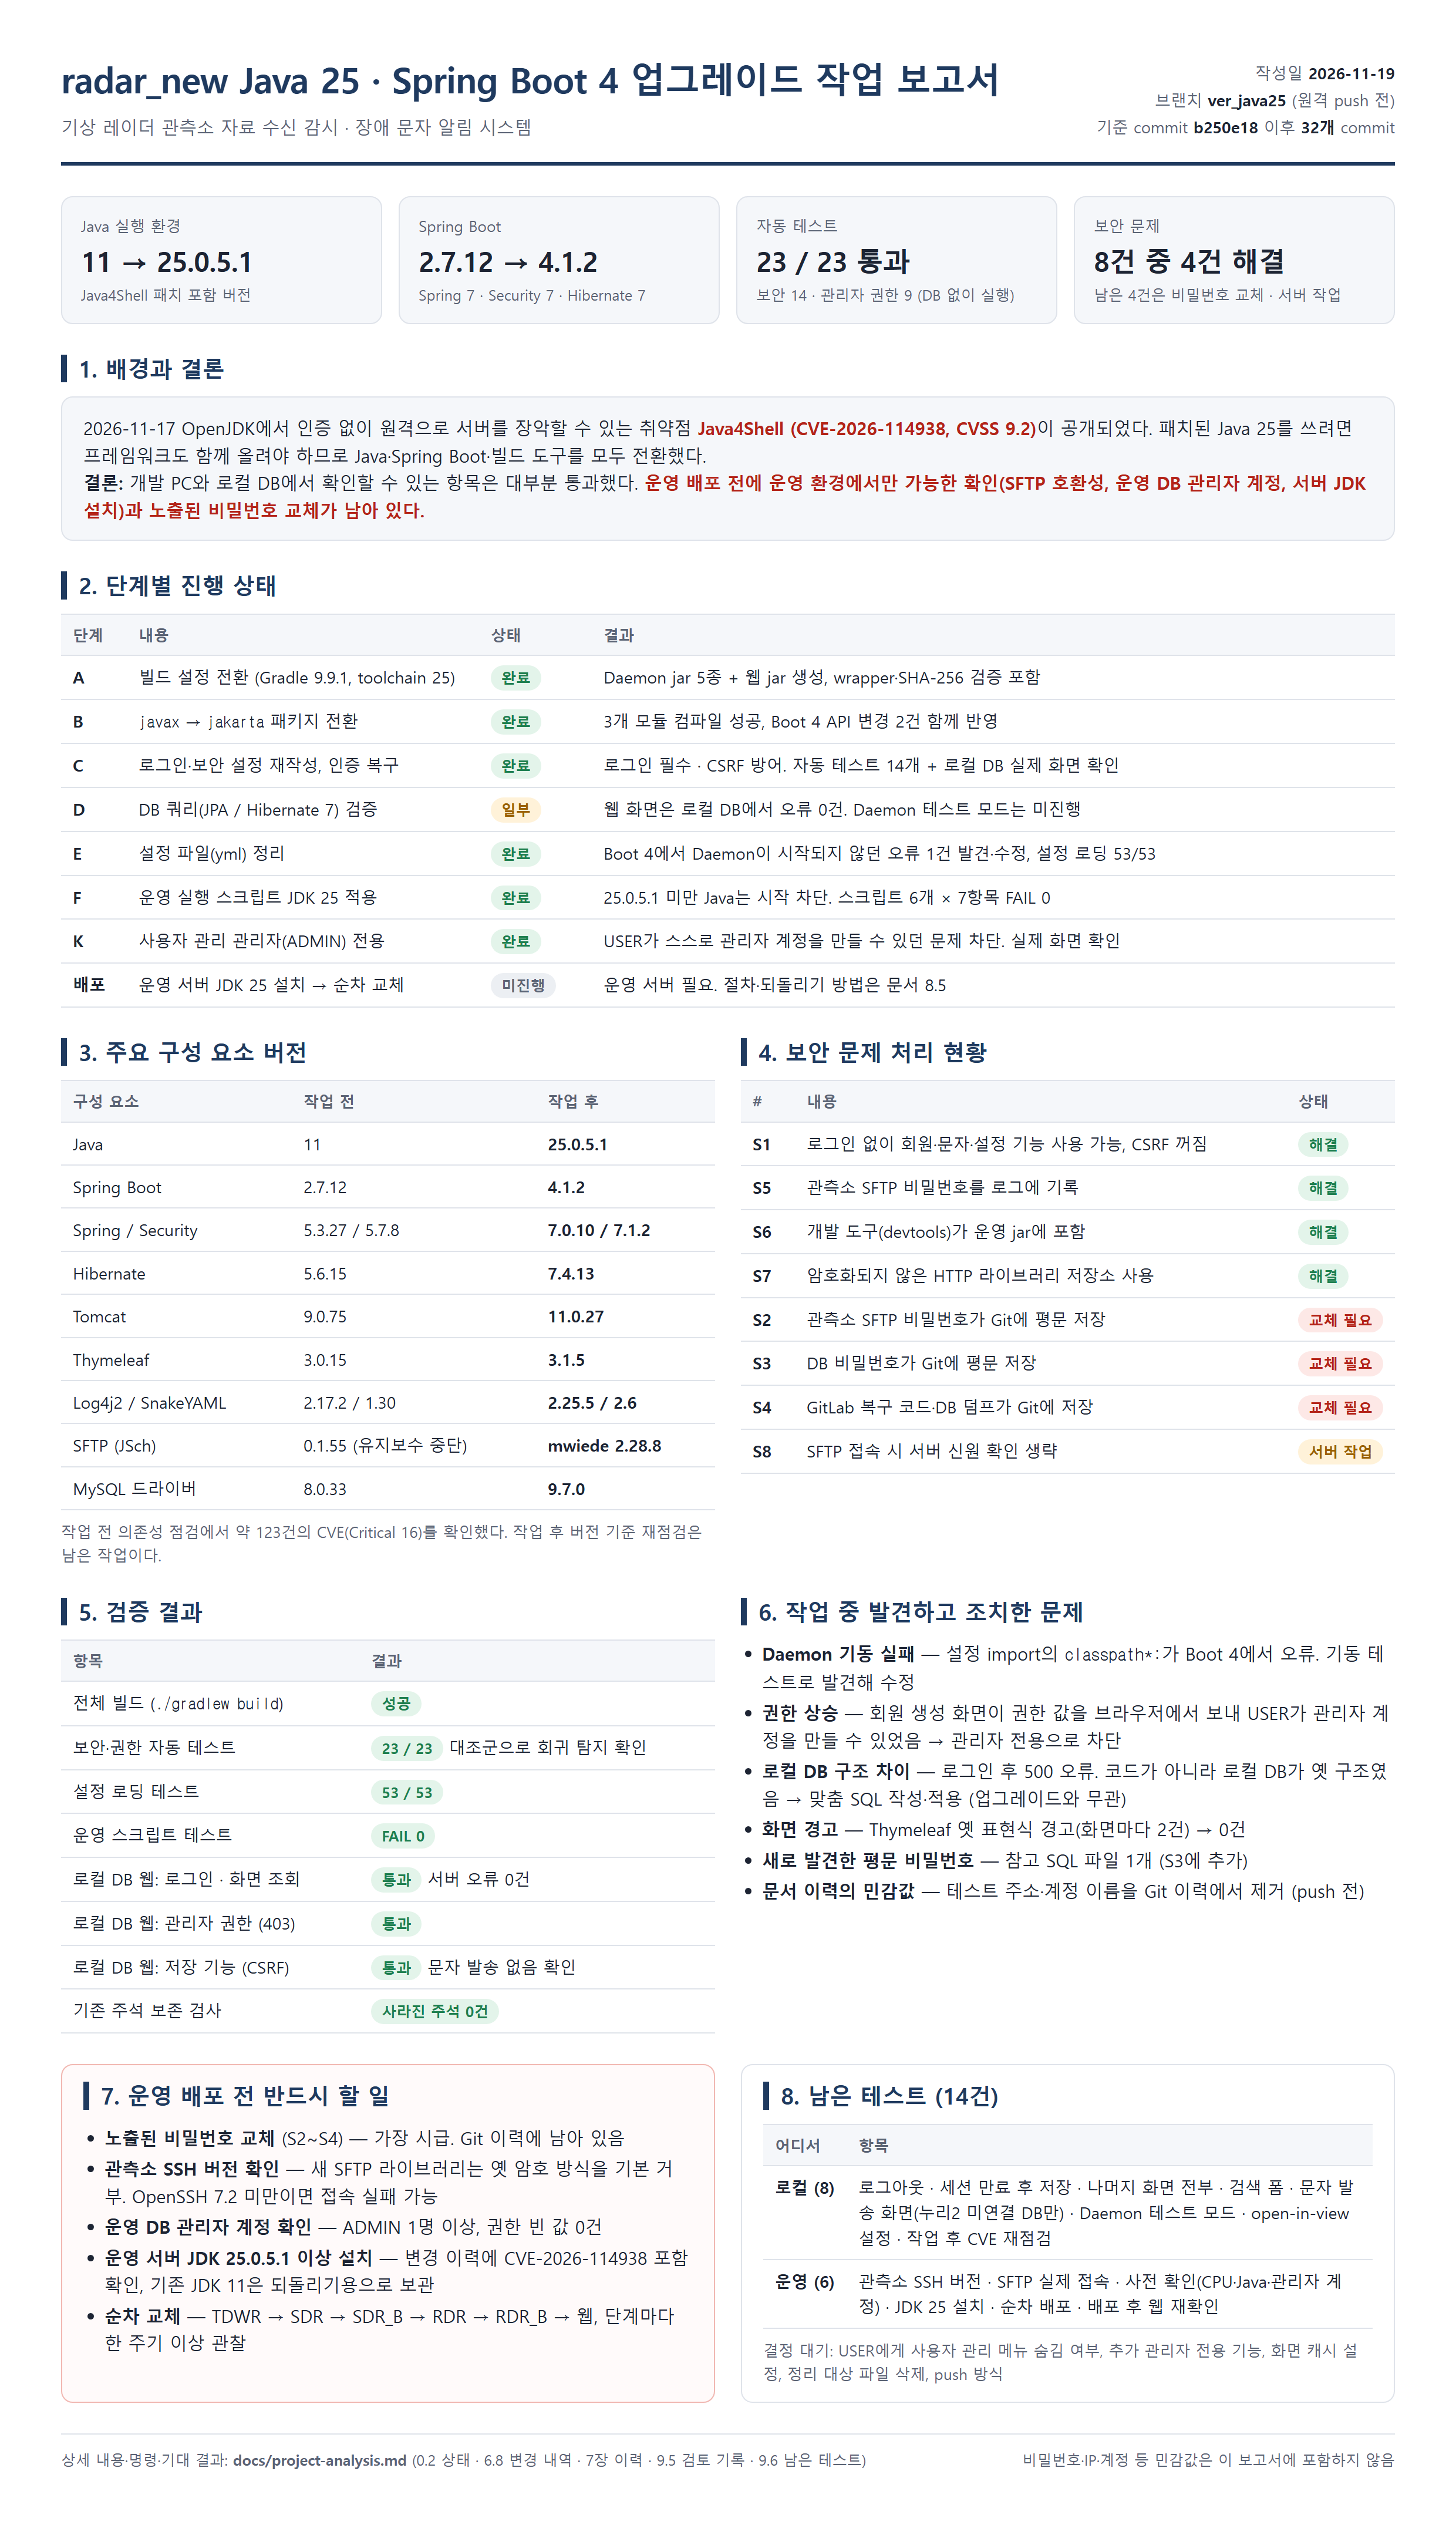 radar_new Java 25 · Spring Boot 4 업그레이드 작업 보고서
기상 레이더 관측소 자료 수신 감시 · 장애 문자 알림 시스템
작성일 2026-11-19
브랜치 ver_java25 (원격 push 전)
기준 commit b250e18 이후 32개 commit
Java 실행 환경
11 → 25.0.5.1
Java4Shell 패치 포함 버전
Spring Boot
2.7.12 → 4.1.2
Spring 7 · Security 7 · Hibernate 7
자동 테스트
23 / 23 통과
보안 14 · 관리자 권한 9 (DB 없이 실행)
보안 문제
8건 중 4건 해결
남은 4건은 비밀번호 교체 · 서버 작업
1. 배경과 결론
2026-11-17 OpenJDK에서 인증 없이 원격으로 서버를 장악할 수 있는 취약점 Java4Shell (CVE-2026-114938, CVSS 9.2)이 공개되었다. 패치된 Java 25를 쓰려면
프레임워크도 함께 올려야 하므로 Java·Spring Boot·빌드 도구를 모두 전환했다.
결론: 개발 PC와 로컬 DB에서 확인할 수 있는 항목은 대부분 통과했다. 운영 배포 전에 운영 환경에서만 가능한 확인(SFTP 호환성, 운영 DB 관리자 계정, 서버 JDK
설치)과 노출된 비밀번호 교체가 남아 있다.
2. 단계별 진행 상태
단계 내용 상태 결과
A 빌드 설정 전환 (Gradle 9.9.1, toolchain 25) 완료 Daemon jar 5종 + 웹 jar 생성, wrapper·SHA-256 검증 포함
B javax → jakarta 패키지 전환 완료 3개 모듈 컴파일 성공, Boot 4 API 변경 2건 함께 반영
C 로그인·보안 설정 재작성, 인증 복구 완료 로그인 필수 · CSRF 방어. 자동 테스트 14개 + 로컬 DB 실제 화면 확인
D DB 쿼리(JPA / Hibernate 7) 검증 일부 웹 화면은 로컬 DB에서 오류 0건. Daemon 테스트 모드는 미진행
E 설정 파일(yml) 정리 완료 Boot 4에서 Daemon이 시작되지 않던 오류 1건 발견·수정, 설정 로딩 53/53
F 운영 실행 스크립트 JDK 25 적용 완료 25.0.5.1 미만 Java는 시작 차단. 스크립트 6개 × 7항목 FAIL 0
K 사용자 관리 관리자(ADMIN) 전용 완료 USER가 스스로 관리자 계정을 만들 수 있던 문제 차단. 실제 화면 확인
배포 운영 서버 JDK 25 설치 → 순차 교체 미진행 운영 서버 필요. 절차·되돌리기 방법은 문서 8.5
3. 주요 구성 요소 버전
구성 요소 작업 전 작업 후
Java 11 25.0.5.1
Spring Boot 2.7.12 4.1.2
Spring / Security 5.3.27 / 5.7.8 7.0.10 / 7.1.2
Hibernate 5.6.15 7.4.13
Tomcat 9.0.75 11.0.27
Thymeleaf 3.0.15 3.1.5
Log4j2 / SnakeYAML 2.17.2 / 1.30 2.25.5 / 2.6
SFTP (JSch) 0.1.55 (유지보수 중단) mwiede 2.28.8
MySQL 드라이버 8.0.33 9.7.0
작업 전 의존성 점검에서 약 123건의 CVE(Critical 16)를 확인했다. 작업 후 버전 기준 재점검은
남은 작업이다.
4. 보안 문제 처리 현황
# 내용 상태
S1 로그인 없이 회원·문자·설정 기능 사용 가능, CSRF 꺼짐 해결
S5 관측소 SFTP 비밀번호를 로그에 기록 해결
S6 개발 도구(devtools)가 운영 jar에 포함 해결
S7 암호화되지 않은 HTTP 라이브러리 저장소 사용 해결
S2 관측소 SFTP 비밀번호가 Git에 평문 저장 교체 필요
S3 DB 비밀번호가 Git에 평문 저장 교체 필요
S4 GitLab 복구 코드·DB 덤프가 Git에 저장 교체 필요
S8 SFTP 접속 시 서버 신원 확인 생략 서버 작업
5. 검증 결과
항목 결과
전체 빌드 (./gradlew build) 성공
보안·권한 자동 테스트 23 / 23 대조군으로 회귀 탐지 확인
설정 로딩 테스트 53 / 53
운영 스크립트 테스트 FAIL 0
로컬 DB 웹: 로그인 · 화면 조회 통과 서버 오류 0건
로컬 DB 웹: 관리자 권한 (403) 통과
로컬 DB 웹: 저장 기능 (CSRF) 통과 문자 발송 없음 확인
기존 주석 보존 검사 사라진 주석 0건
6. 작업 중 발견하고 조치한 문제
• Daemon 기동 실패 — 설정 import의 classpath*:가 Boot 4에서 오류. 기동 테
스트로 발견해 수정
• 권한 상승 — 회원 생성 화면이 권한 값을 브라우저에서 보내 USER가 관리자 계
정을 만들 수 있었음 → 관리자 전용으로 차단
• 로컬 DB 구조 차이 — 로그인 후 500 오류. 코드가 아니라 로컬 DB가 옛 구조였
음 → 맞춤 SQL 작성·적용 (업그레이드와 무관)
• 화면 경고 — Thymeleaf 옛 표현식 경고(화면마다 2건) → 0건
• 새로 발견한 평문 비밀번호 — 참고 SQL 파일 1개 (S3에 추가)
• 문서 이력의 민감값 — 테스트 주소·계정 이름을 Git 이력에서 제거 (push 전)
7. 운영 배포 전 반드시 할 일
• 노출된 비밀번호 교체 (S2~S4) — 가장 시급. Git 이력에 남아 있음
• 관측소 SSH 버전 확인 — 새 SFTP 라이브러리는 옛 암호 방식을 기본 거
부. OpenSSH 7.2 미만이면 접속 실패 가능
• 운영 DB 관리자 계정 확인 — ADMIN 1명 이상, 권한 빈 값 0건
• 운영 서버 JDK 25.0.5.1 이상 설치 — 변경 이력에 CVE-2026-114938 포함
확인, 기존 JDK 11은 되돌리기용으로 보관
• 순차 교체 — TDWR → SDR → SDR_B → RDR → RDR_B → 웹, 단계마다
한 주기 이상 관찰
8. 남은 테스트 (14건)
어디서 항목
로컬 (8) 로그아웃 · 세션 만료 후 저장 · 나머지 화면 전부 · 검색 폼 · 문자 발
송 화면(누리2 미연결 DB만) · Daemon 테스트 모드 · open-in-view
설정 · 작업 후 CVE 재점검
운영 (6) 관측소 SSH 버전 · SFTP 실제 접속 · 사전 확인(CPU·Java·관리자 계
정) · JDK 25 설치 · 순차 배포 · 배포 후 웹 재확인
결정 대기: USER에게 사용자 관리 메뉴 숨김 여부, 추가 관리자 전용 기능, 화면 캐시 설
정, 정리 대상 파일 삭제, push 방식
상세 내용·명령·기대 결과: docs/project-analysis.md (0.2 상태 · 6.8 변경 내역 · 7장 이력 · 9.5 검토 기록 · 9.6 남은 테스트)
비밀번호·IP·계정 등 민감값은 이 보고서에 포함하지 않음